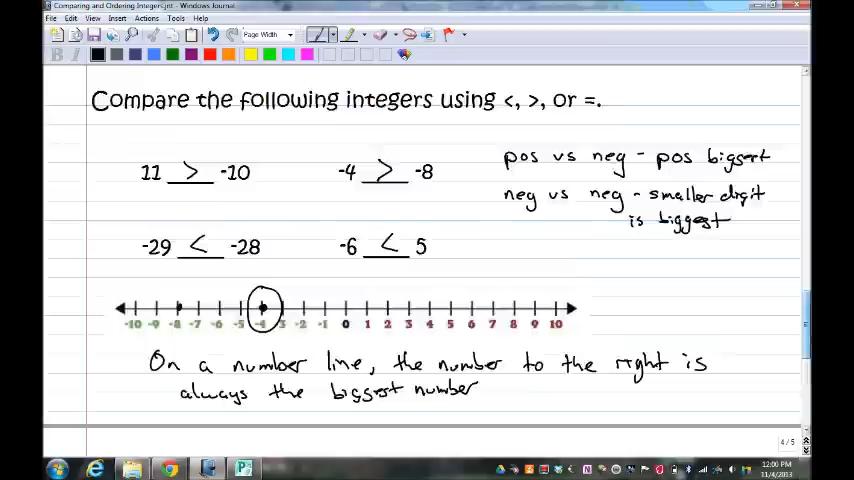 Comparing and Ordering Integers.jnt - Windows Journal
File Edit View Insert Actions Tools Help
Page Width
B I
Compare the following integers using <, >, or =.
11 > -10 -4 > -8 pos vs neg - pos biggest
neg vs neg - smaller digit
is biggest
-29 < -28 -6 < 5
-10 -9 -8 -7 -6 -5 -4 -3 -2 -1 0 1 2 3 4 5 6 7 8 9 10
On a number line, the number to the right is
always the biggest number
4 / 5
12:00 PM
11/4/2013